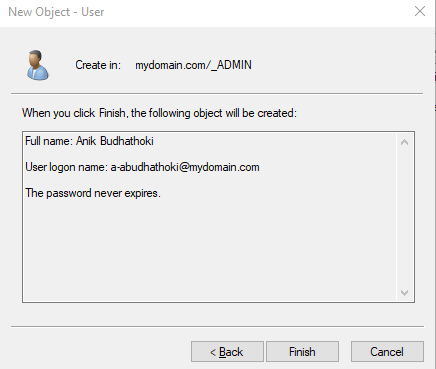 New Object - User
Create in: mydomain.com/_ADMIN
When you click Finish, the following object will be created:
Full name: Anik Budhathoki
User logon name: a-abudhathoki@mydomain.com
The password never expires.
< Back Finish Cancel